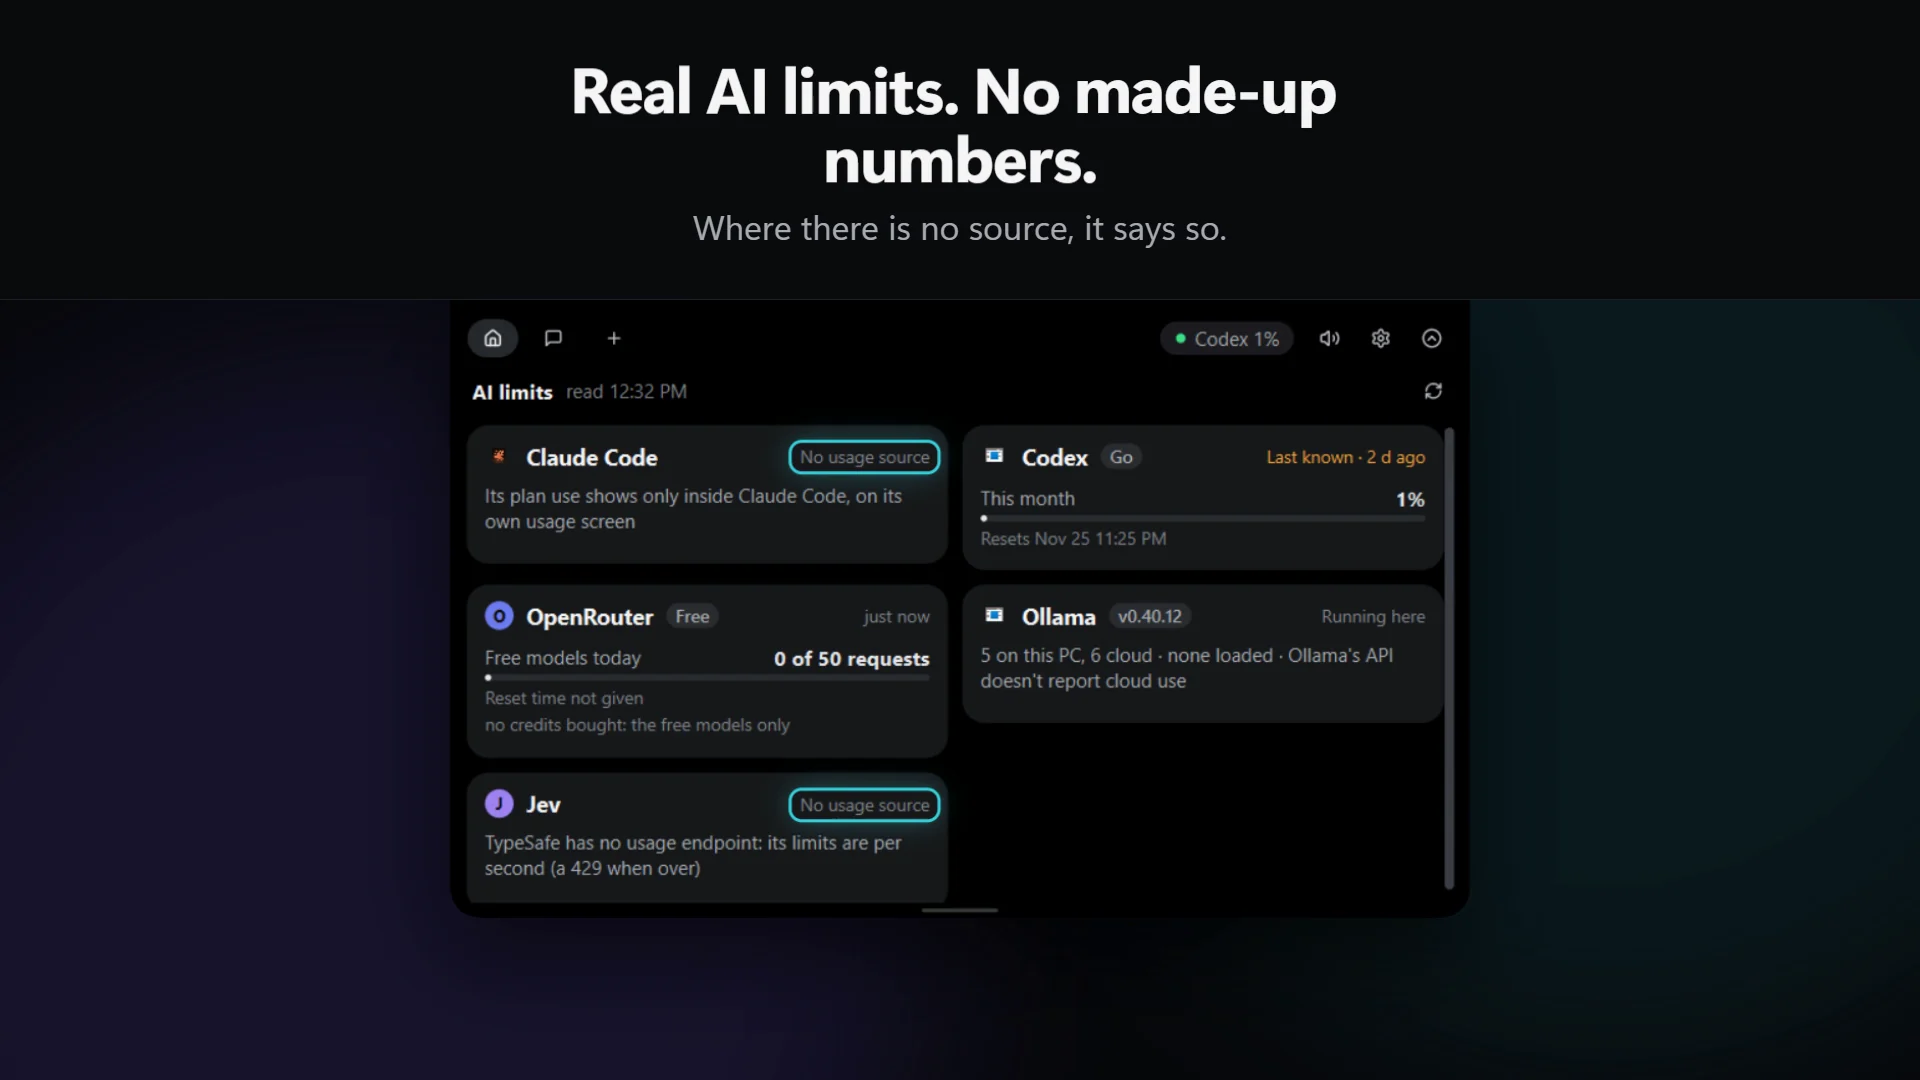 Real AI limits. No made-up
numbers.
Where there is no source, it says so.
Codex 1%
AI limits read 12:32 PM
Claude Code No usage source
Its plan use shows only inside Claude Code, on its
own usage screen
Codex Go Last known · 2 d ago
This month 1%
Resets Nov 25 11:25 PM
O OpenRouter Free just now
Free models today 0 of 50 requests
Reset time not given
no credits bought: the free models only
Ollama v0.40.12 Running here
5 on this PC, 6 cloud · none loaded · Ollama's API
doesn't report cloud use
J Jev No usage source
TypeSafe has no usage endpoint: its limits are per
second (a 429 when over)